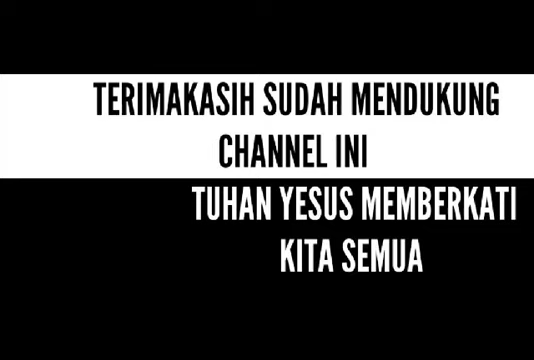 TERIMAKASIH SUDAH MENDUKUNG
CHANNEL INI
TUHAN YESUS MEMBERKATI
KITA SEMUA